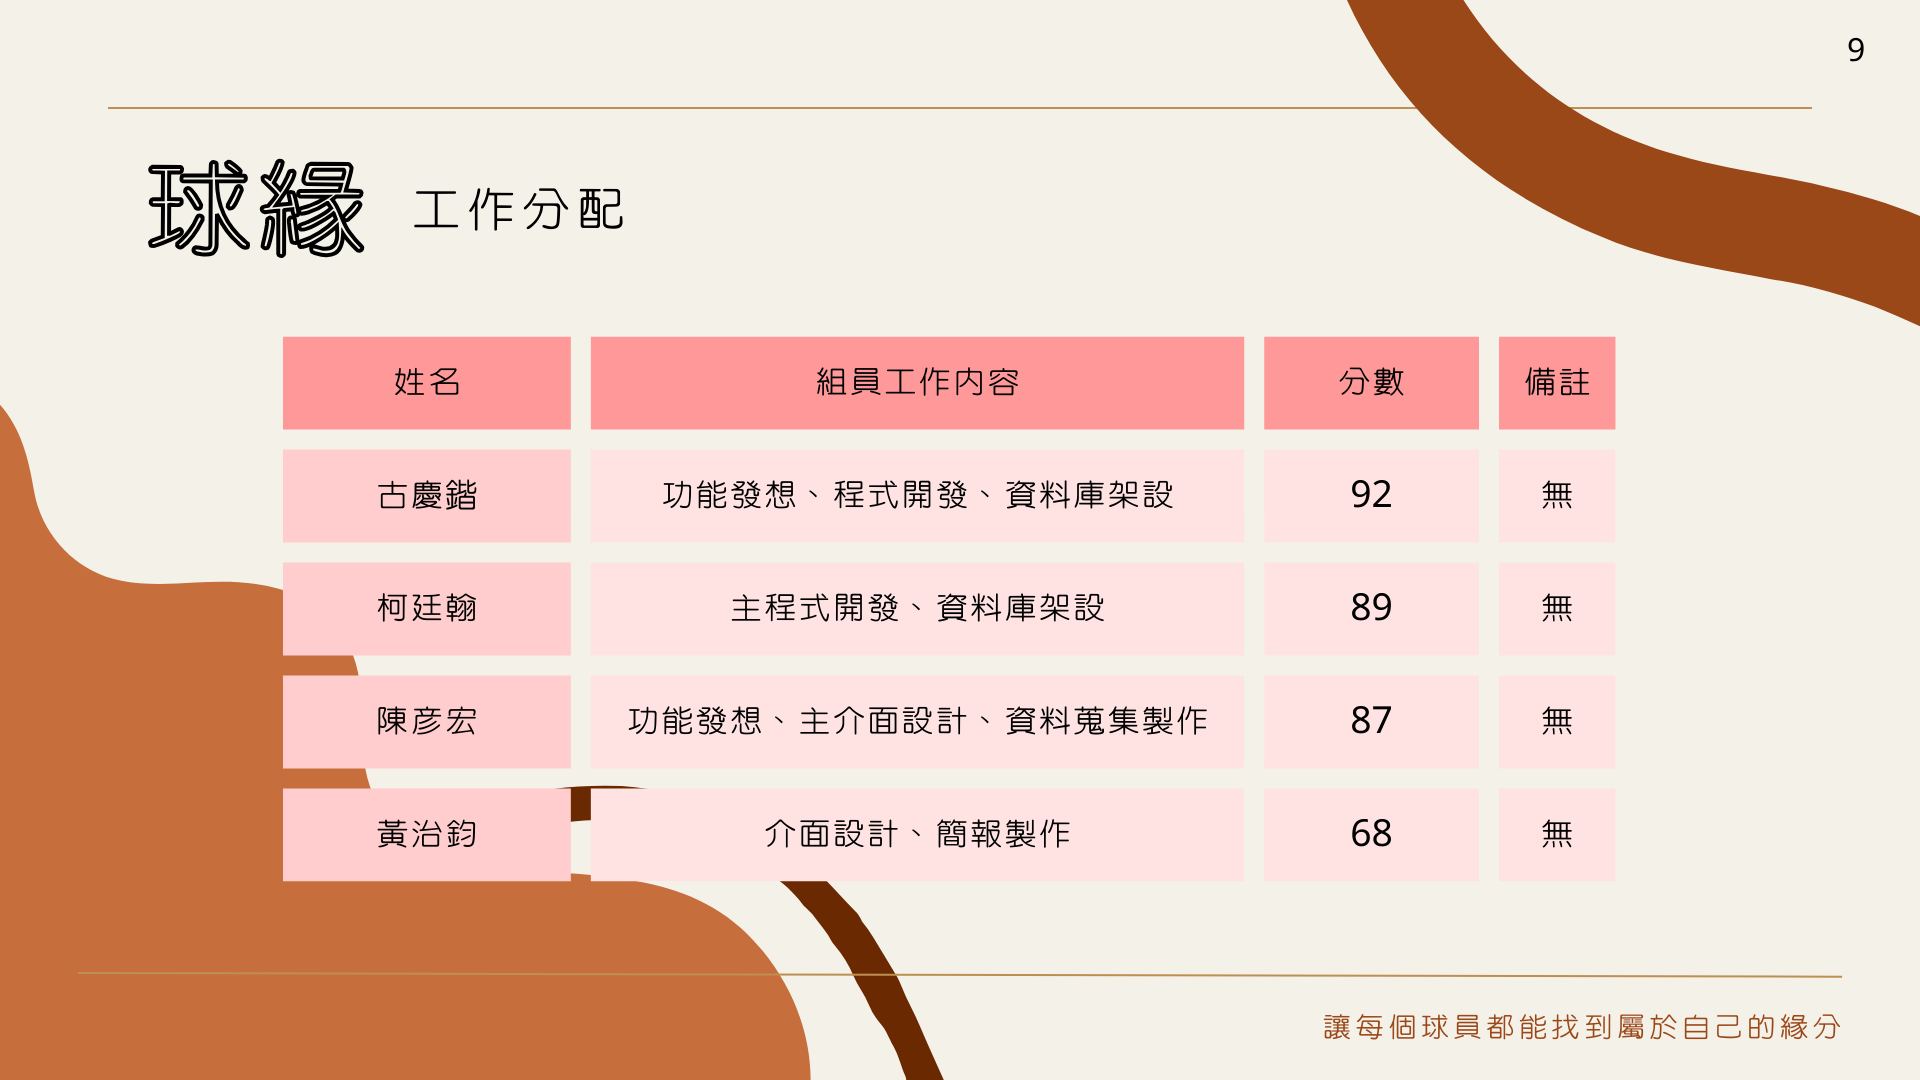 9
球緣 工作分配
姓名 組員工作內容 分數 備註
古慶鍇 功能發想、程式開發、資料庫架設 92 無
柯廷翰 主程式開發、資料庫架設 89 無
陳彥宏 功能發想、主介面設計、資料蒐集製作 87 無
黃治鈞 介面設計、簡報製作 68 無
讓每個球員都能找到屬於自己的緣分